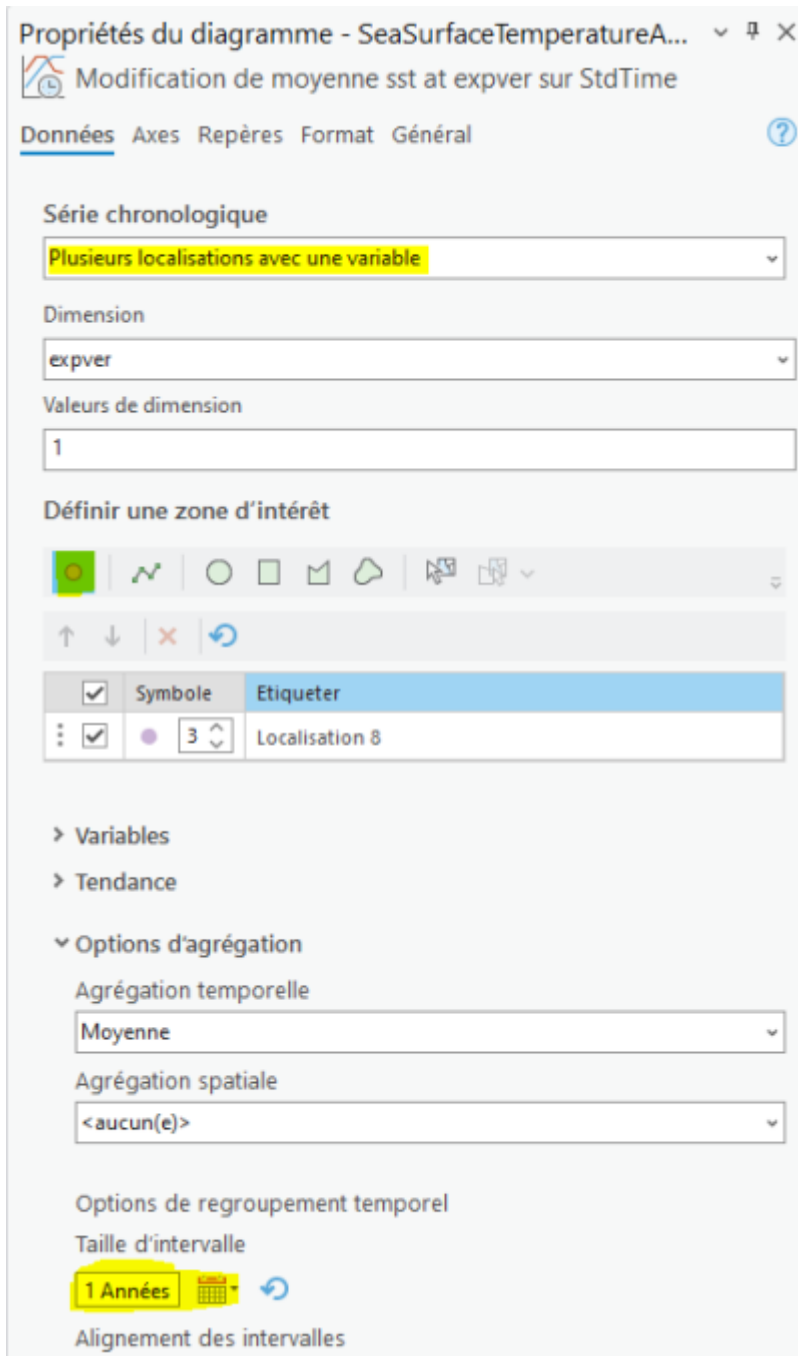 Propriétés du diagramme - SeaSurfaceTemperatureA...
Modification de moyenne sst at expver sur StdTime
Données Axes Repères Format Général
Série chronologique
Plusieurs localisations avec une variable
Dimension
expver
Valeurs de dimension
1
Définir une zone d'intérêt
Symbole Etiqueter
3 Localisation 8
Variables
Tendance
Options d'agrégation
Agrégation temporelle
Moyenne
Agrégation spatiale
<aucun(e)>
Options de regroupement temporel
Taille d'intervalle
1 Années
Alignement des intervalles